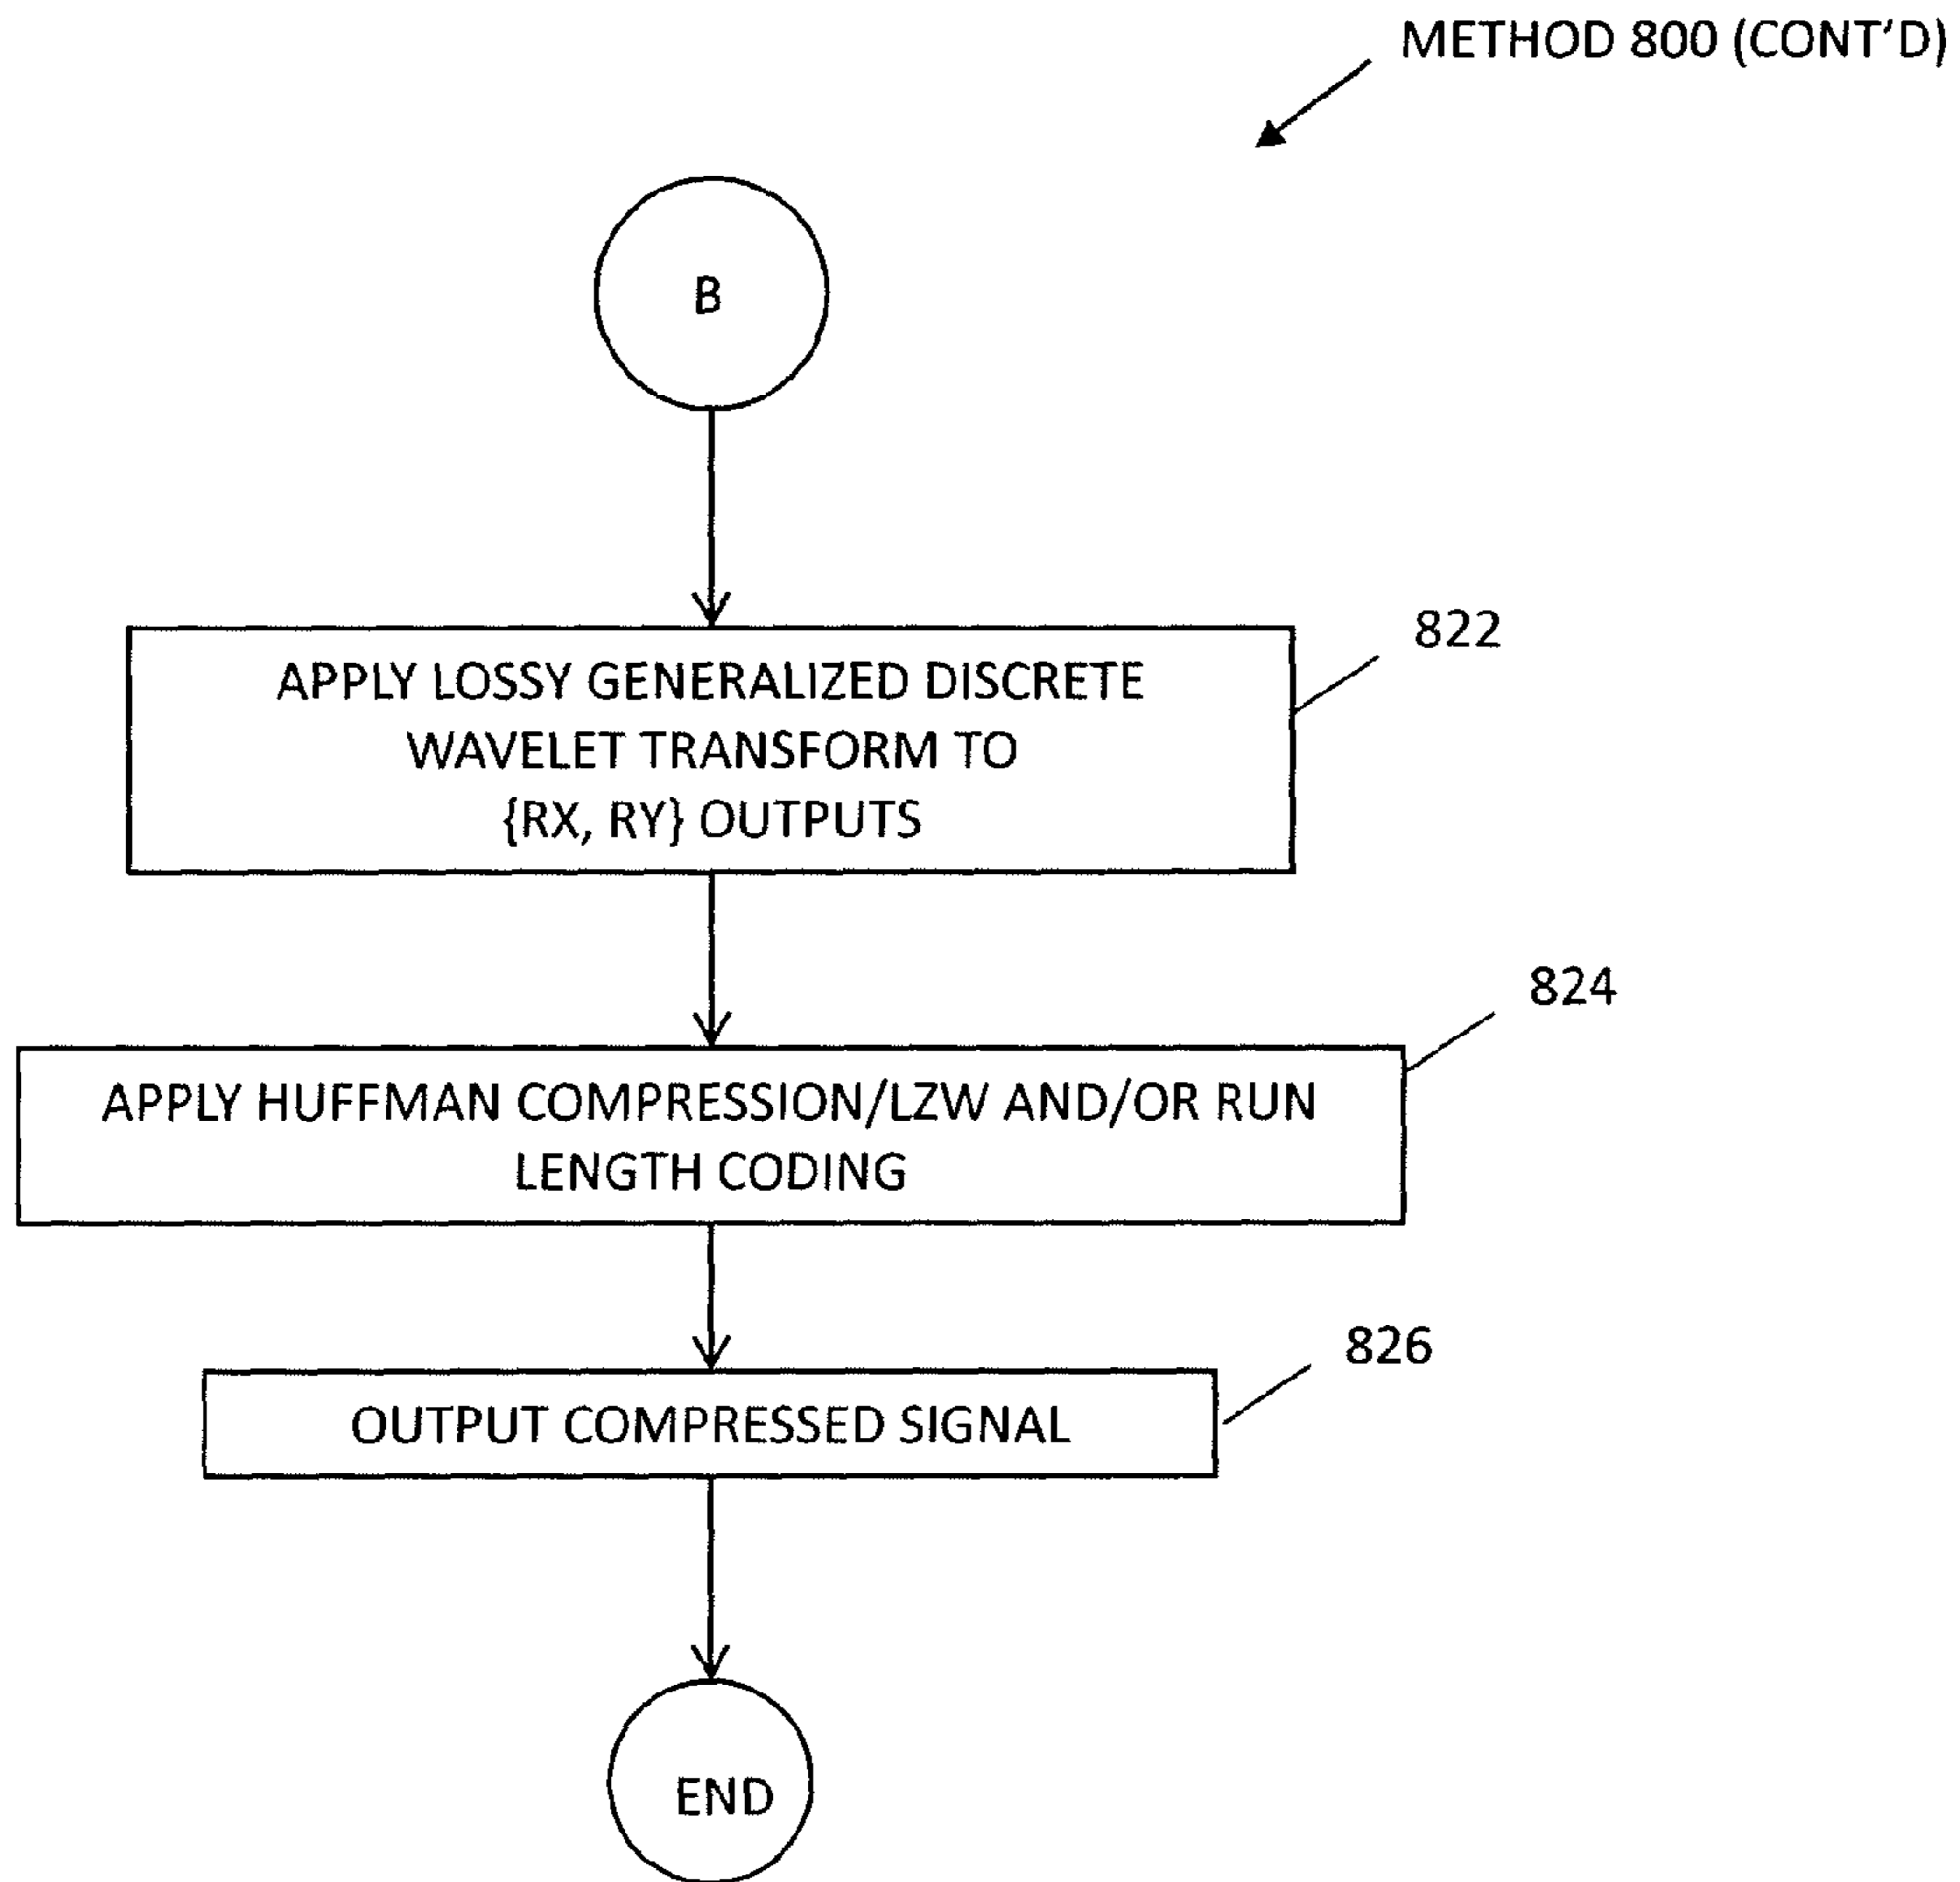 METHOD 800 (CONT'D)
B
822
APPLY LOSSY GENERALIZED DISCRETE
WAVELET TRANSFORM TO
{RX, RY} OUTPUTS
824
APPLY HUFFMAN COMPRESSION/LZW AND/OR RUN
LENGTH CODING
826
OUTPUT COMPRESSED SIGNAL
END